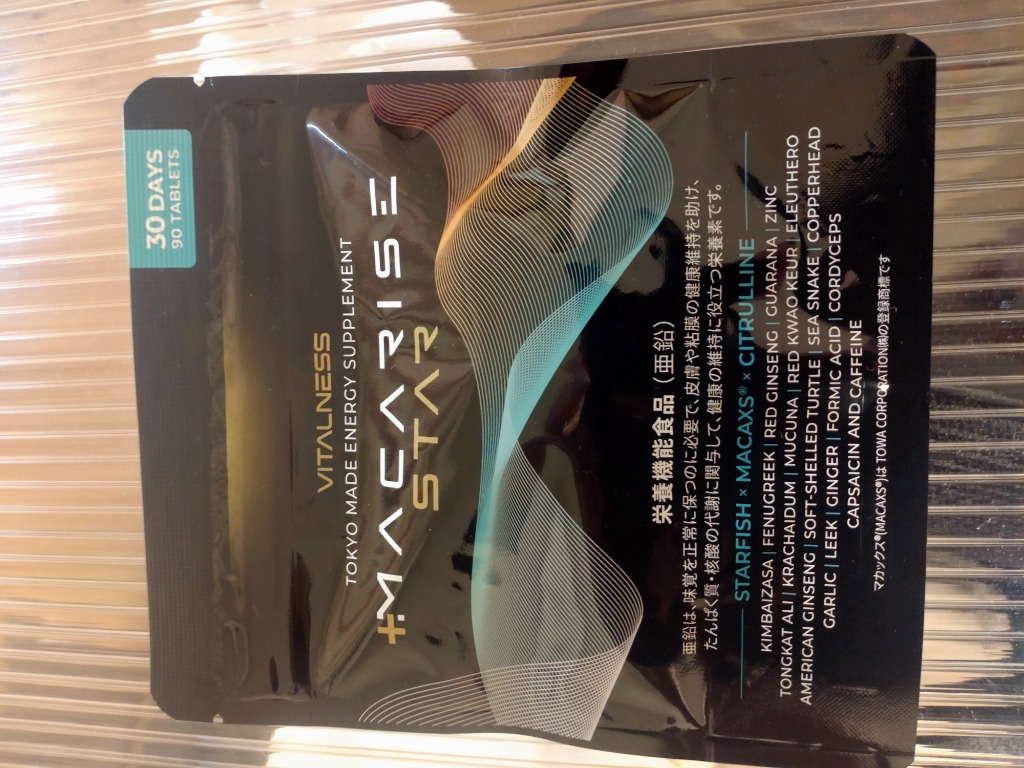 30 DAYS
90 TABLETS
VITALNESS
TOKYO MADE ENERGY SUPPLEMENT
+MACARISE
STAR
栄養機能食品（亜鉛）
亜鉛は、味覚を正常に保つのに必要で、皮膚や粘膜の健康維持を助け、
たんぱく質・核酸の代謝に関与して、健康の維持に役立つ栄養素です。
STARFISH × MACAXS® × CITRULLINE
KIMBAIZASA | FENUGREEK | RED GINSENG | GUARANA | ZINC
TONGKAT ALI | KRACHAIDUM | MUCUNA | RED KWAO KEUR | ELEUTHERO
AMERICAN GINSENG | SOFT-SHELLED TURTLE | SEA SNAKE | COPPERHEAD
GARLIC | LEEK | GINGER | FORMIC ACID | CORDYCEPS
CAPSAICIN AND CAFFEINE
マカックス®(MACAXS®)は TOWA CORPORATION㈱の登録商標です